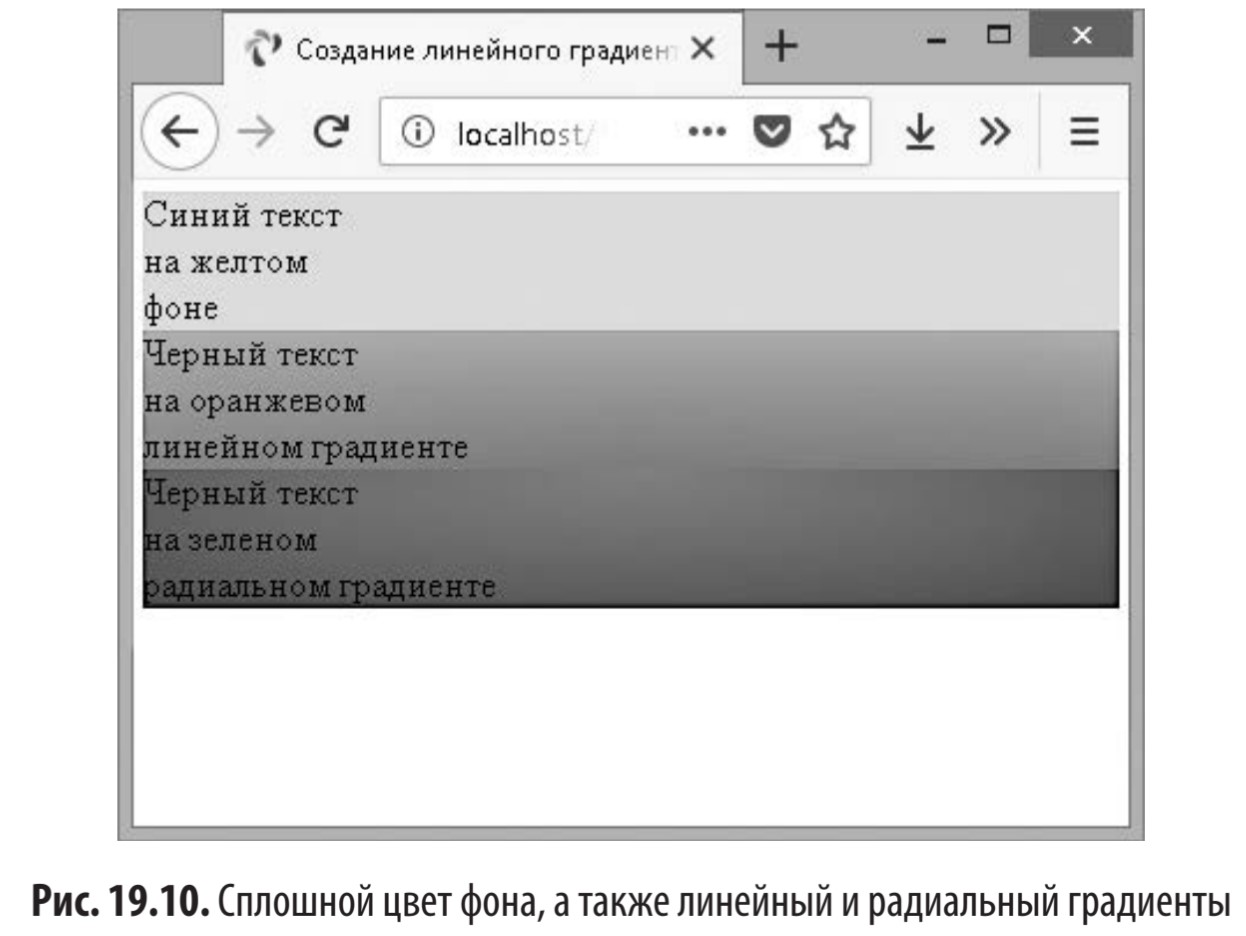 Создание линейного градиент
localhost/
Синий текст
на желтом
фоне
Черный текст
на оранжевом
линейном градиенте
Черный текст
на зеленом
радиальном градиенте
Рис. 19.10. Сплошной цвет фона, а также линейный и радиальный градиенты